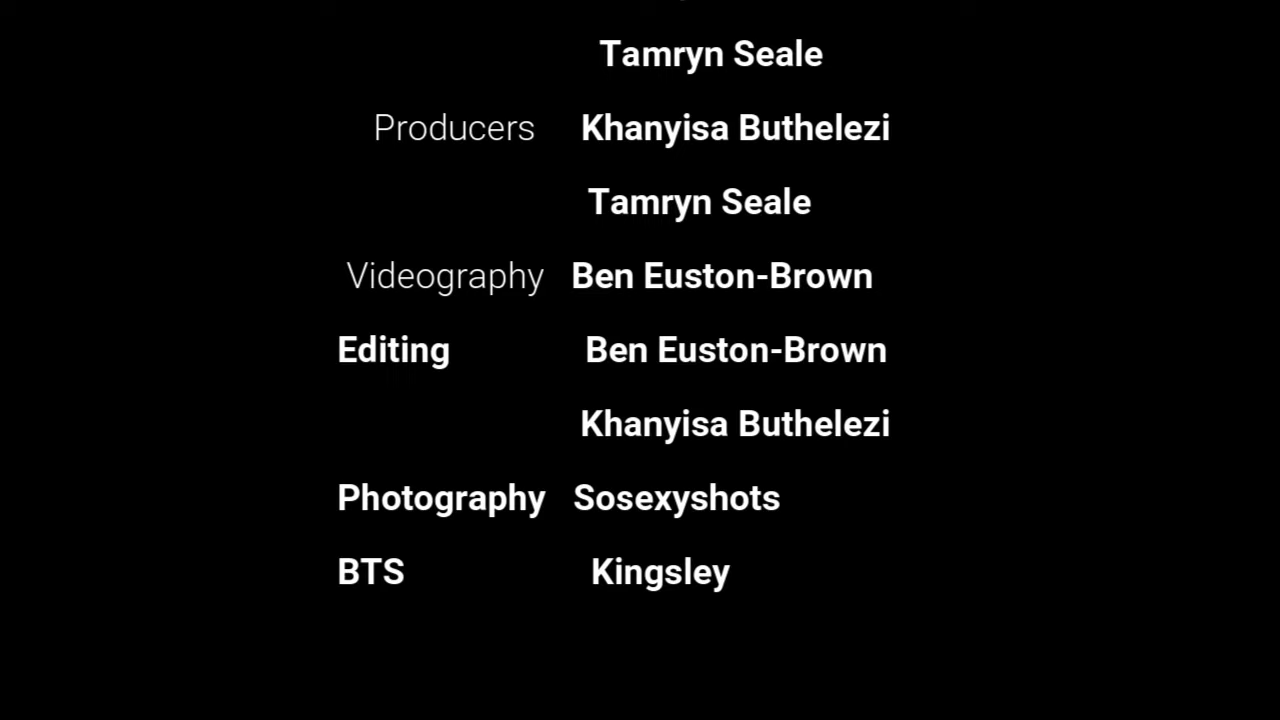 Tamryn Seale
Producers Khanyisa Buthelezi
Tamryn Seale
Videography Ben Euston-Brown
Editing Ben Euston-Brown
Khanyisa Buthelezi
Photography Sosexyshots
BTS Kingsley